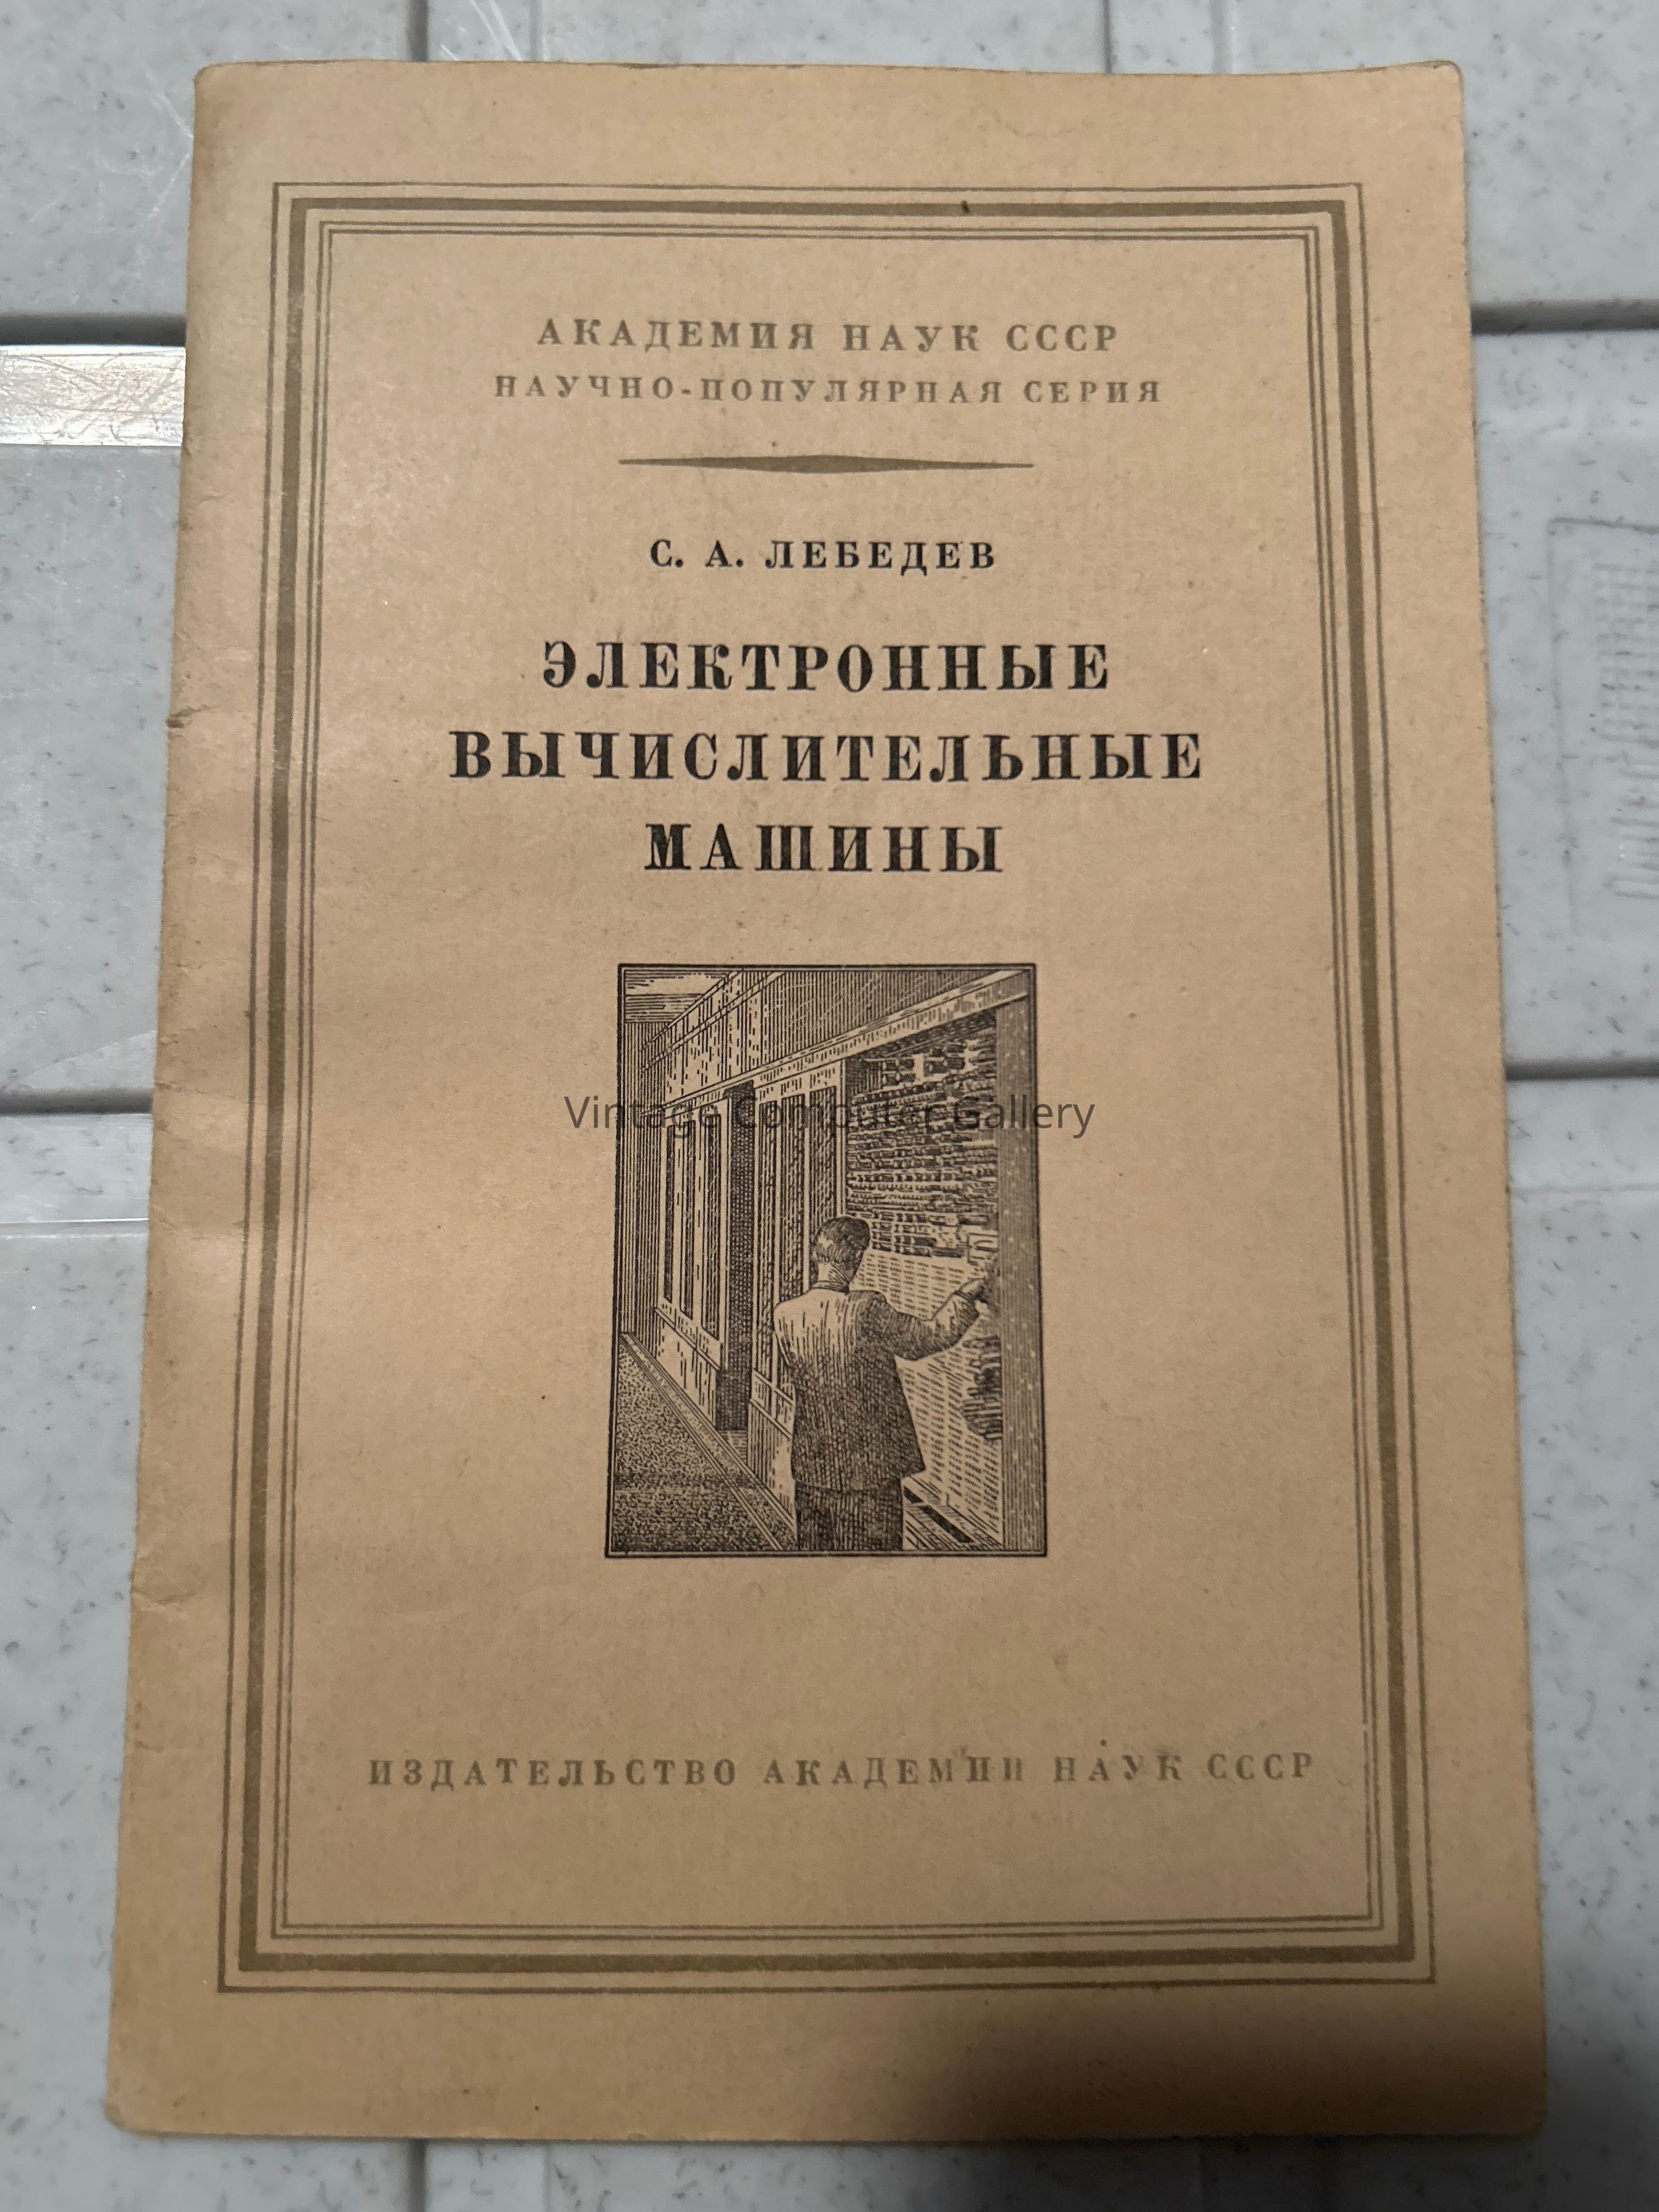 АКАДЕМИЯ НАУК СССР
НАУЧНО-ПОПУЛЯРНАЯ СЕРИЯ
С. А. ЛЕБЕДЕВ
ЭЛЕКТРОННЫЕ
ВЫЧИСЛИТЕЛЬНЫЕ
МАШИНЫ
Vintage Computer Gallery
ИЗДАТЕЛЬСТВО АКАДЕМИИ НАУК СССР